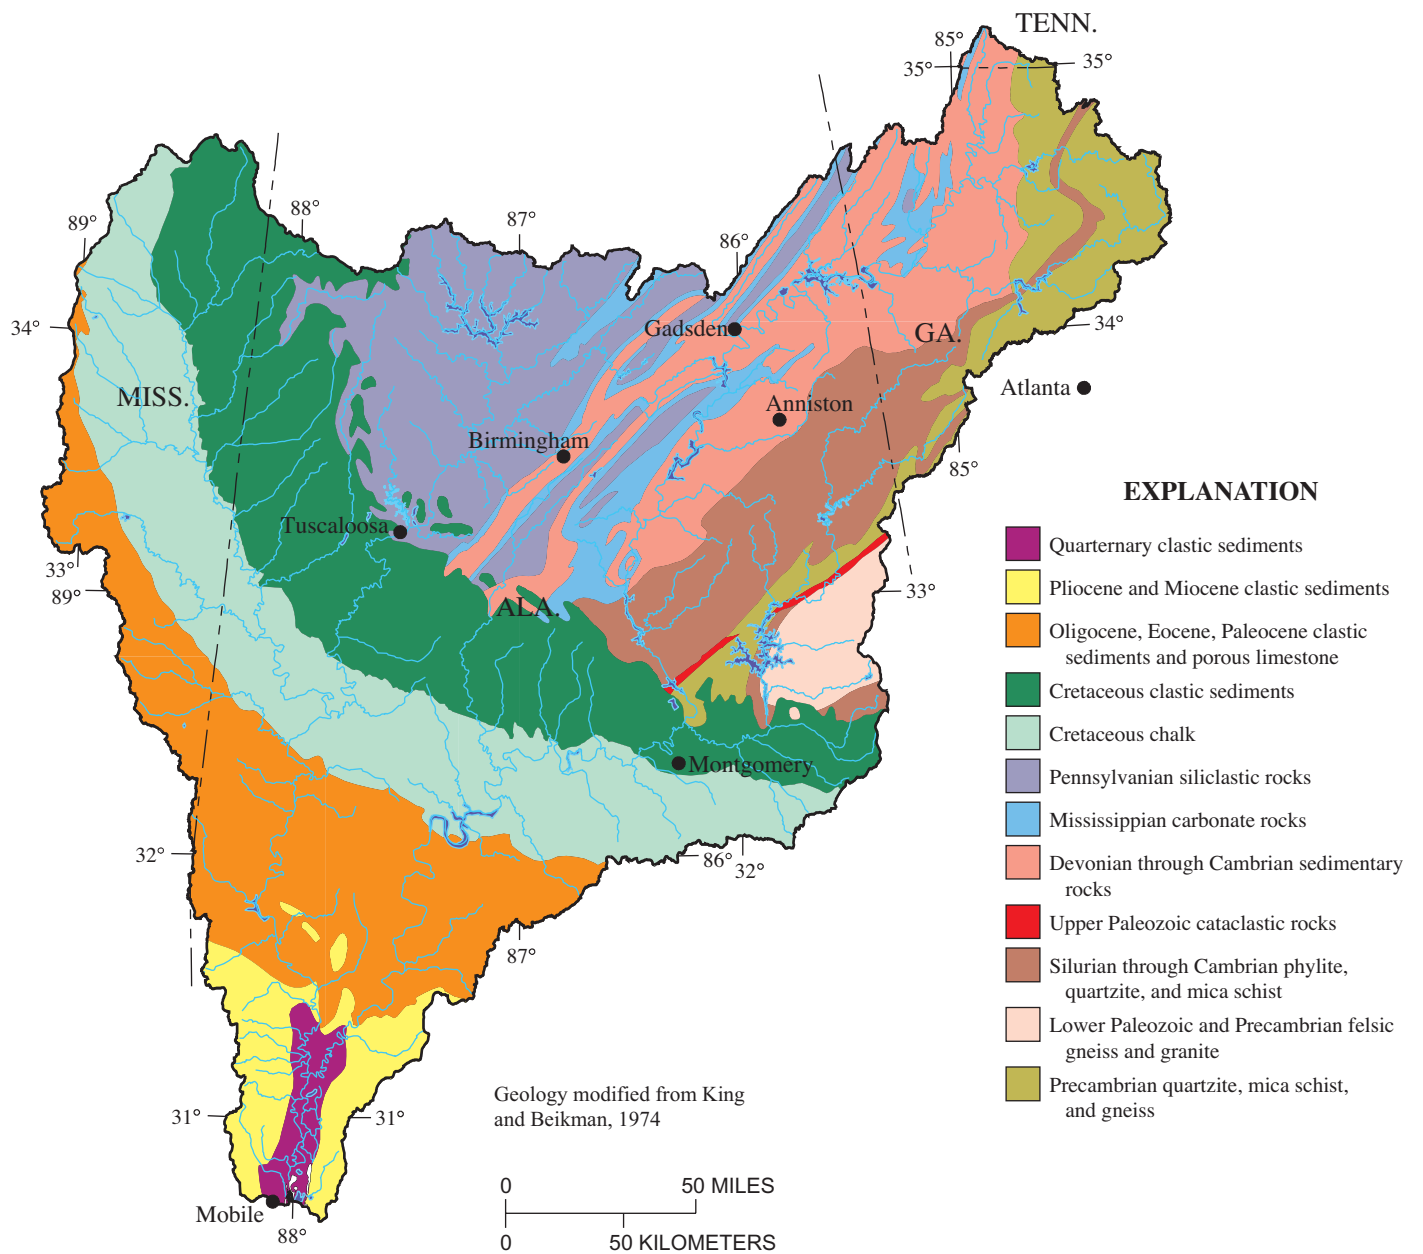 TENN.
85°
35°
35°
89°
88°
87°
86°
34°
Gadsden
GA.
34°
MISS.
Atlanta
Anniston
Birmingham
85°
Tuscaloosa
33°
89°
ALA.
33°
Montgomery
32°
86°
32°
87°
31°
31°
Mobile
88°
EXPLANATION
Quarternary clastic sediments
Pliocene and Miocene clastic sediments
Oligocene, Eocene, Paleocene clastic
sediments and porous limestone
Cretaceous clastic sediments
Cretaceous chalk
Pennsylvanian siliclastic rocks
Mississippian carbonate rocks
Devonian through Cambrian sedimentary
rocks
Upper Paleozoic cataclastic rocks
Silurian through Cambrian phylite,
quartzite, and mica schist
Lower Paleozoic and Precambrian felsic
gneiss and granite
Precambrian quartzite, mica schist,
and gneiss
Geology modified from King
and Beikman, 1974
0 50 MILES
0 50 KILOMETERS